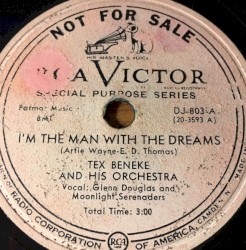 NOT FOR SALE
"HIS MASTER'S VOICE"
A VICTOR
SPECIAL PURPOSE SERIES
Patmar Music -
BMI
DJ-803-A
(20-3593 A)
I'M THE MAN WITH THE DREAMS
(Artie Wayne-E. D. Thomas)
TEX BENEKE
AND HIS ORCHESTRA
Vocal: Glenn Douglas and
Moonlight Serenaders
Total Time: 3:00
RADIO CORPORATION OF AMERICA, CAMDEN, N.
RCA